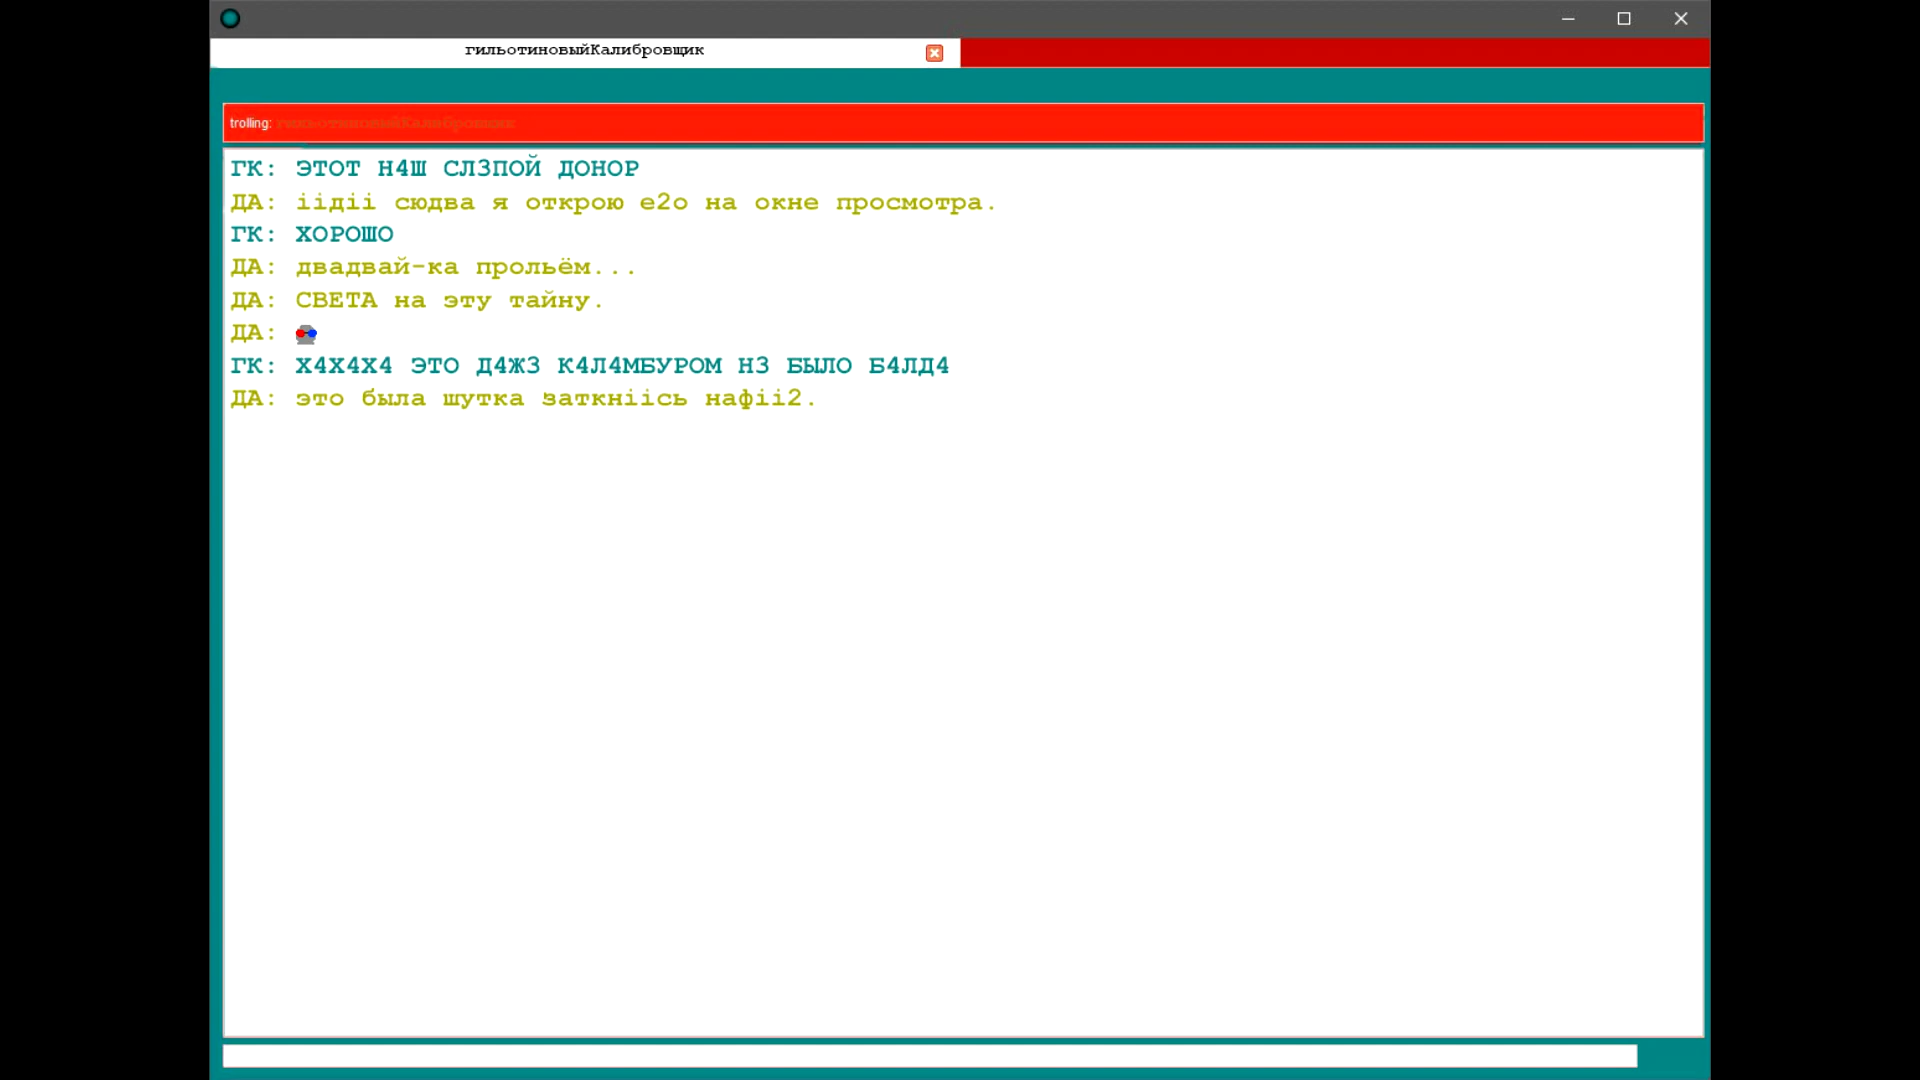 гильотиновыйКалибровщик
trolling: гильотиновыйКалибровщик
ГК: ЭТОТ Н4Ш СЛ3ПОЙ ДОНОР
ДА: iiдii сюдва я открою е2о на окне просмотра.
ГК: ХОРОШО
ДА: двадвай-ка прольём...
ДА: СВЕТА на эту тайну.
ДА:
ГК: Х4Х4Х4 ЭТО Д4Ж3 К4Л4МБУРОМ Н3 БЫЛО Б4ЛД4
ДА: это была шутка заткнiiсь нафii2.